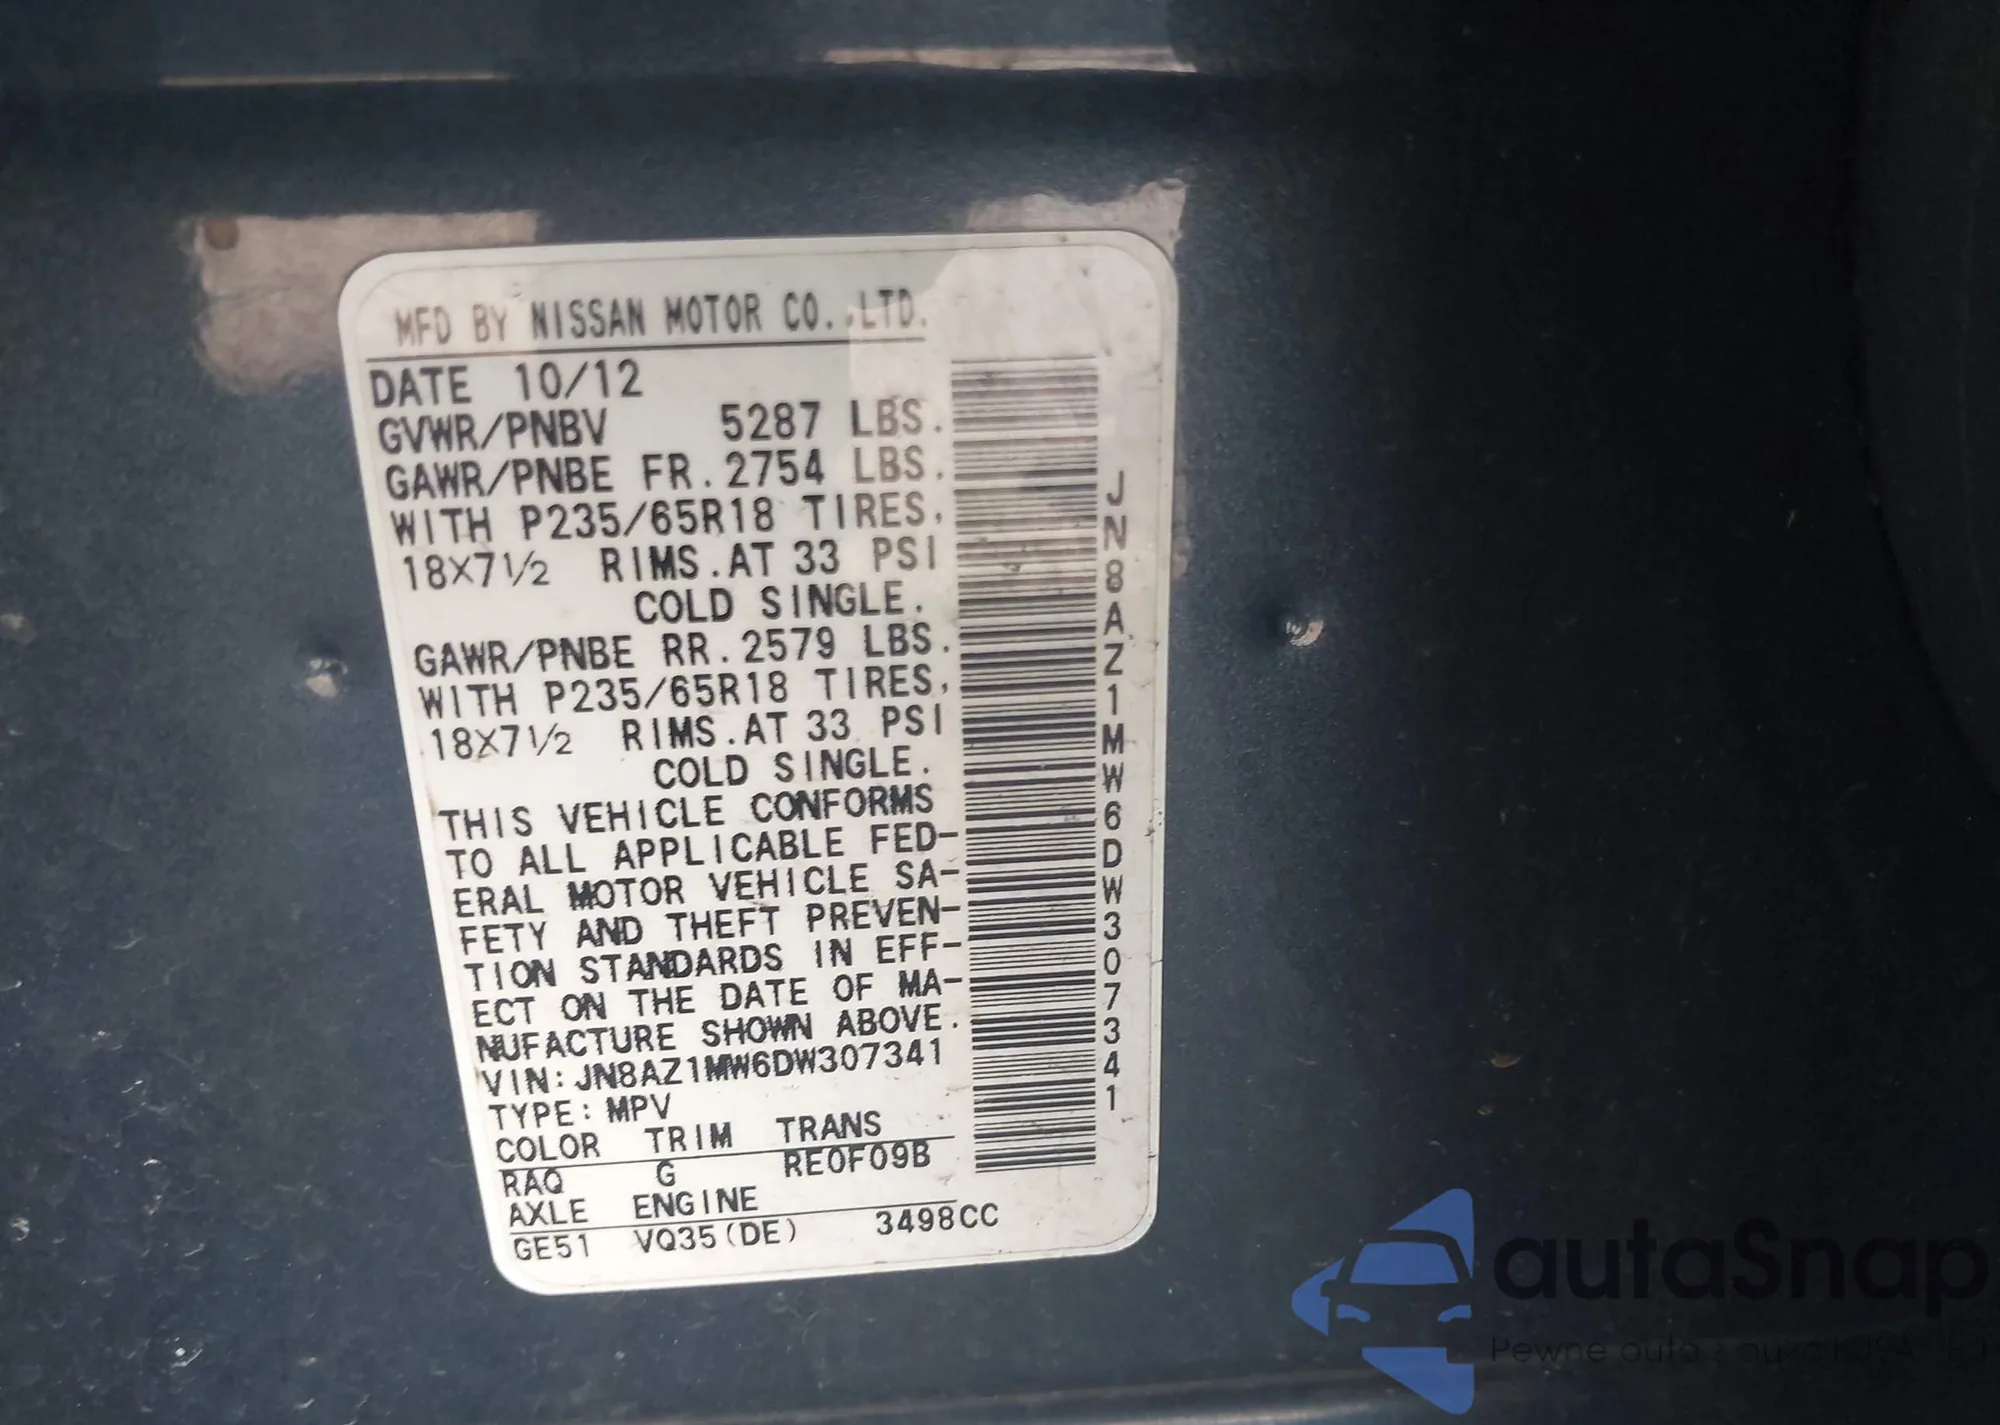 MFD BY NISSAN MOTOR CO.,LTD.
DATE 10/12
GVWR/PNBV 5287 LBS.
GAWR/PNBE FR.2754 LBS.
WITH P235/65R18 TIRES,
18X7½ RIMS.AT 33 PSI
COLD SINGLE.
GAWR/PNBE RR.2579 LBS.
WITH P235/65R18 TIRES,
18X7½ RIMS.AT 33 PSI
COLD SINGLE.
THIS VEHICLE CONFORMS
TO ALL APPLICABLE FED-
ERAL MOTOR VEHICLE SA-
FETY AND THEFT PREVEN-
TION STANDARDS IN EFF-
ECT ON THE DATE OF MA-
NUFACTURE SHOWN ABOVE.
VIN:JN8AZ1MW6DW307341
TYPE:MPV
COLOR TRIM TRANS
RAQ G RE0F09B
AXLE ENGINE
GE51 VQ35(DE) 3498CC
JN8AZ1MW6DW307341
autaSnap
Pewne auta z